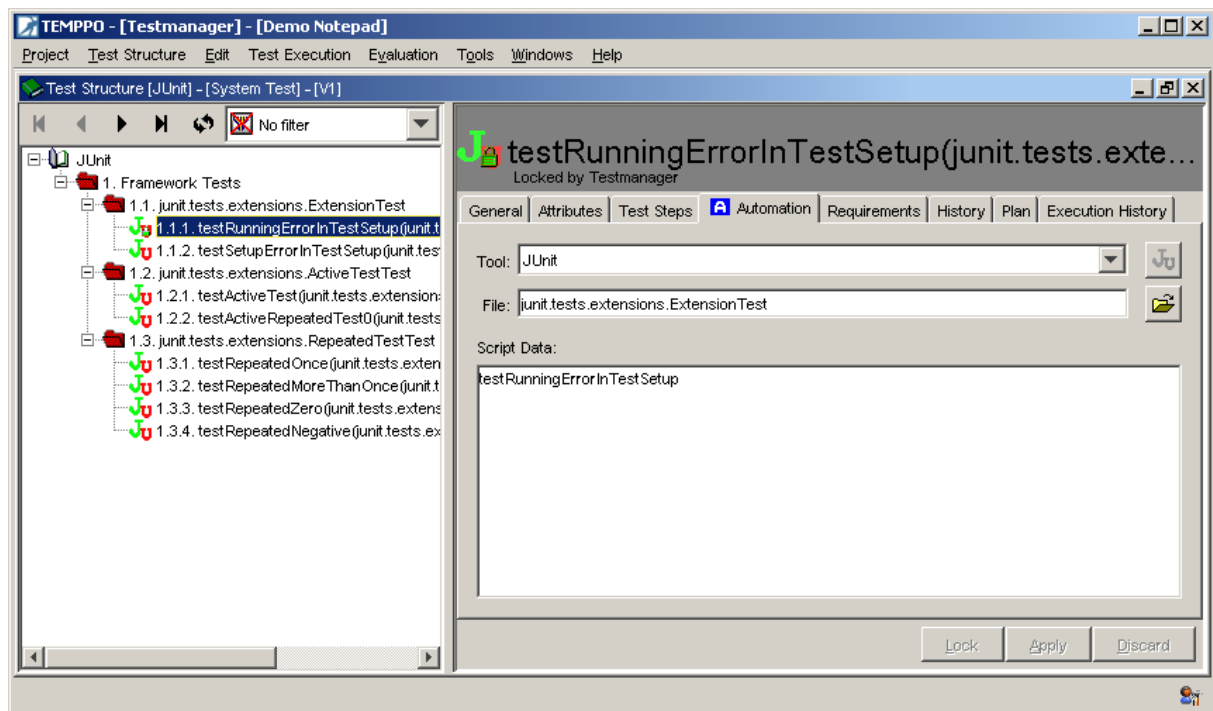 TEMPPO - [Testmanager] - [Demo Notepad]
Project Test Structure Edit Test Execution Evaluation Tools Windows Help
Test Structure [JUnit] - [System Test] - [V1]
No filter
JUnit
1. Framework Tests
1.1. junit.tests.extensions.ExtensionTest
1.1.1. testRunningErrorInTestSetup(junit.t
1.1.2. testSetupErrorInTestSetup(junit.tes
1.2. junit.tests.extensions.ActiveTestTest
1.2.1. testActiveTest(junit.tests.extension
1.2.2. testActiveRepeatedTest0(junit.tests
1.3. junit.tests.extensions.RepeatedTestTest
1.3.1. testRepeatedOnce(junit.tests.exten
1.3.2. testRepeatedMoreThanOnce(junit.t
1.3.3. testRepeatedZero(junit.tests.extens
1.3.4. testRepeatedNegative(junit.tests.ex
testRunningErrorInTestSetup(junit.tests.exte...
Locked by Testmanager
General Attributes Test Steps A Automation Requirements History Plan Execution History
Tool: JUnit
File: junit.tests.extensions.ExtensionTest
Script Data:
testRunningErrorInTestSetup
Lock Apply Discard